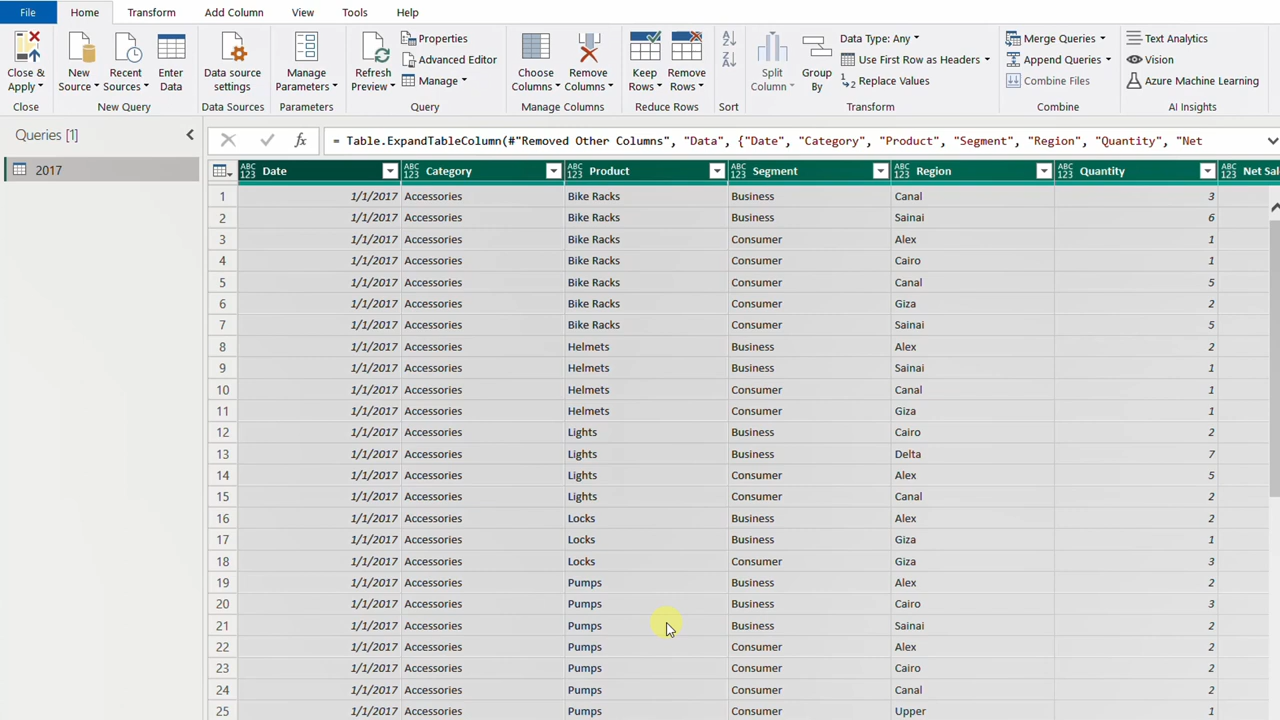 File Home Transform Add Column View Tools Help
Close & Apply New Source Recent Sources Enter Data Data source settings Manage Parameters Refresh Preview Properties Advanced Editor Manage Choose Columns Remove Columns Keep Rows Remove Rows Split Column Group By Data Type: Any Use First Row as Headers Replace Values Merge Queries Append Queries Combine Files Text Analytics Vision Azure Machine Learning
Close New Query Data Sources Parameters Query Manage Columns Reduce Rows Sort Transform Combine AI Insights
Queries [1] fx = Table.ExpandTableColumn(#"Removed Other Columns", "Data", {"Date", "Category", "Product", "Segment", "Region", "Quantity", "Net
2017 ABC 123 Date ABC 123 Category ABC 123 Product ABC 123 Segment ABC 123 Region ABC 123 Quantity ABC 123 Net Sal
1 1/1/2017 Accessories Bike Racks Business Canal 3
2 1/1/2017 Accessories Bike Racks Business Sainai 6
3 1/1/2017 Accessories Bike Racks Consumer Alex 1
4 1/1/2017 Accessories Bike Racks Consumer Cairo 1
5 1/1/2017 Accessories Bike Racks Consumer Canal 5
6 1/1/2017 Accessories Bike Racks Consumer Giza 2
7 1/1/2017 Accessories Bike Racks Consumer Sainai 5
8 1/1/2017 Accessories Helmets Business Alex 2
9 1/1/2017 Accessories Helmets Business Sainai 1
10 1/1/2017 Accessories Helmets Consumer Canal 1
11 1/1/2017 Accessories Helmets Consumer Giza 1
12 1/1/2017 Accessories Lights Business Cairo 2
13 1/1/2017 Accessories Lights Business Delta 7
14 1/1/2017 Accessories Lights Consumer Alex 5
15 1/1/2017 Accessories Lights Consumer Canal 2
16 1/1/2017 Accessories Locks Business Alex 2
17 1/1/2017 Accessories Locks Business Giza 1
18 1/1/2017 Accessories Locks Consumer Giza 3
19 1/1/2017 Accessories Pumps Business Alex 2
20 1/1/2017 Accessories Pumps Business Cairo 3
21 1/1/2017 Accessories Pumps Business Sainai 2
22 1/1/2017 Accessories Pumps Consumer Alex 2
23 1/1/2017 Accessories Pumps Consumer Cairo 2
24 1/1/2017 Accessories Pumps Consumer Canal 2
25 1/1/2017 Accessories Pumps Consumer Upper 1